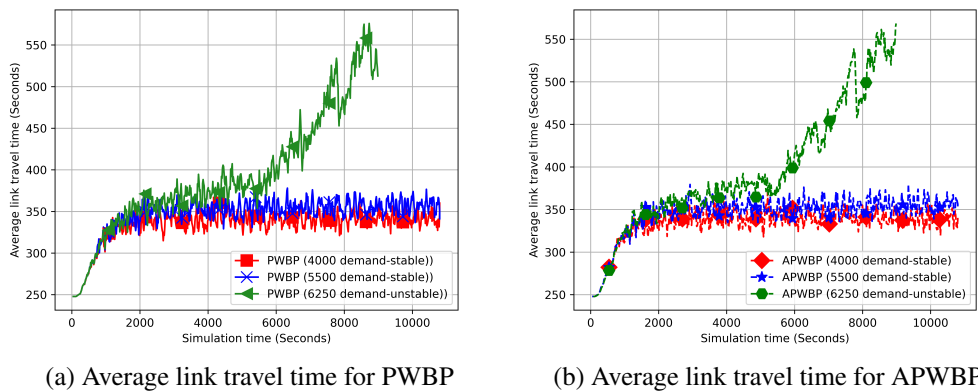 550
500
450
400
350
300
250
Average link travel time (Seconds)
0 2000 4000 6000 8000 10000
Simulation time (Seconds)
PWBP (4000 demand-stable))
PWBP (5500 demand-stable))
PWBP (6250 demand-unstable))
(a) Average link travel time for PWBP
550
500
450
400
350
300
250
Average link travel time (Seconds)
0 2000 4000 6000 8000 10000
Simulation time (Seconds)
APWBP (4000 demand-stable)
APWBP (5500 demand-stable)
APWBP (6250 demand-unstable)
(b) Average link travel time for APWBP